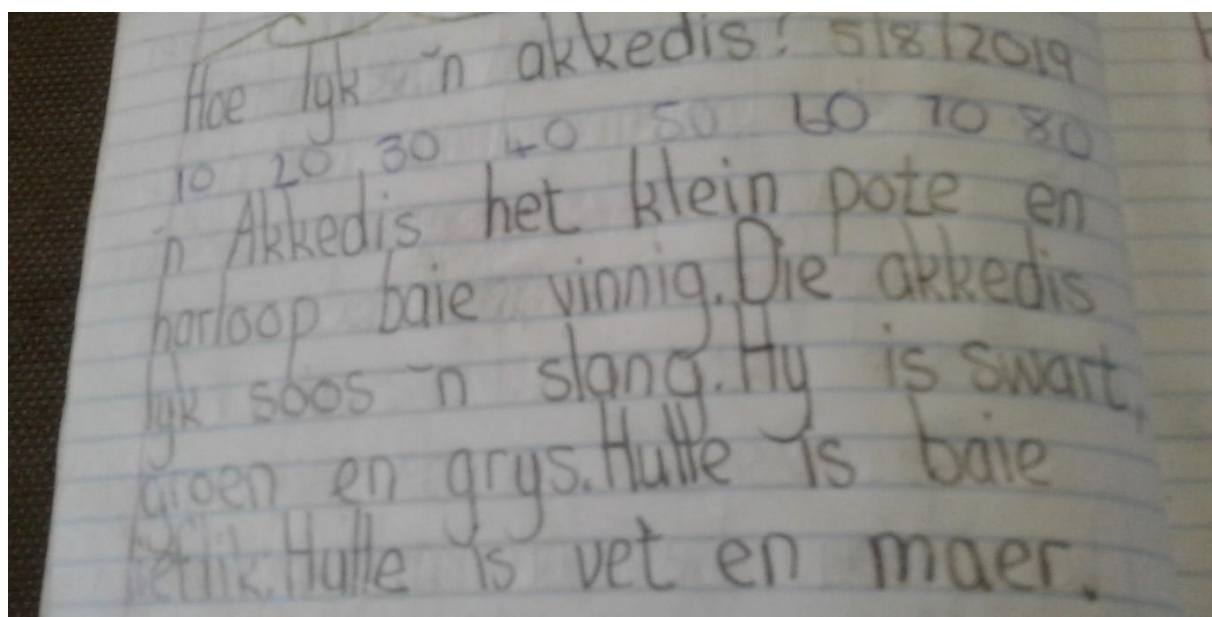 Hoe lyk 'n akkedis! 5/8/2019
10 20 30 40 50 60 70 80
'n Akkedis het klein pote en
harloop baie vinnig. Die akkedis
lyk soos 'n slang. Hy is swart,
groen en grys. Hulle is baie
lieflik. Hulle is vet en maer.